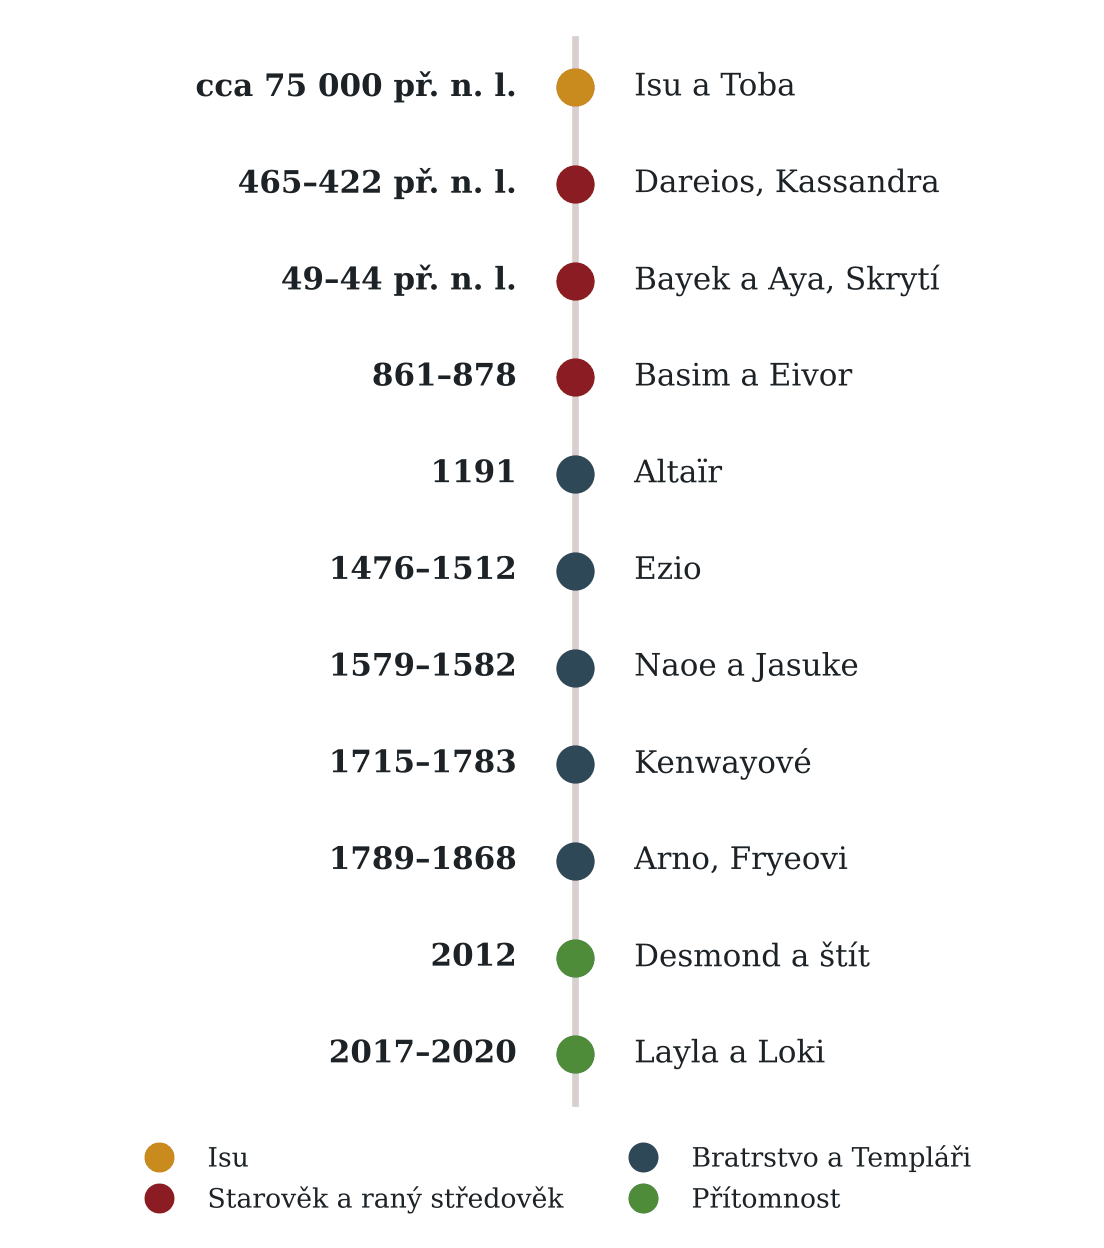 cca 75 000 př. n. l. Isu a Toba
465–422 př. n. l. Dareios, Kassandra
49–44 př. n. l. Bayek a Aya, Skrytí
861–878 Basim a Eivor
1191 Altaïr
1476–1512 Ezio
1579–1582 Naoe a Jasuke
1715–1783 Kenwayové
1789–1868 Arno, Fryeovi
2012 Desmond a štít
2017–2020 Layla a Loki
Isu
Starověk a raný středověk
Bratrstvo a Templáři
Přítomnost